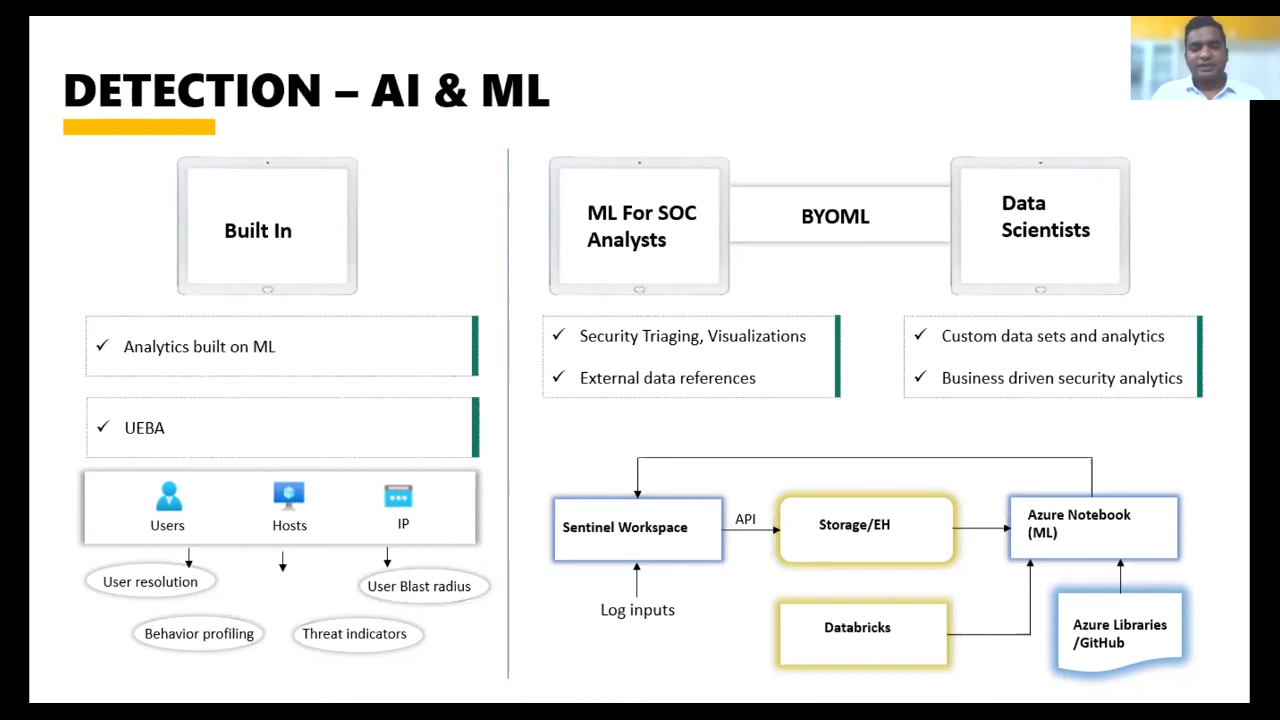 DETECTION – AI & ML
Built In
Analytics built on ML
UEBA
Users
Hosts
IP
User resolution
User Blast radius
Behavior profiling
Threat indicators
ML For SOC
Analysts
BYOML
Data
Scientists
Security Triaging, Visualizations
External data references
Custom data sets and analytics
Business driven security analytics
Sentinel Workspace
API
Storage/EH
Azure Notebook
(ML)
Log inputs
Databricks
Azure Libraries
/GitHub